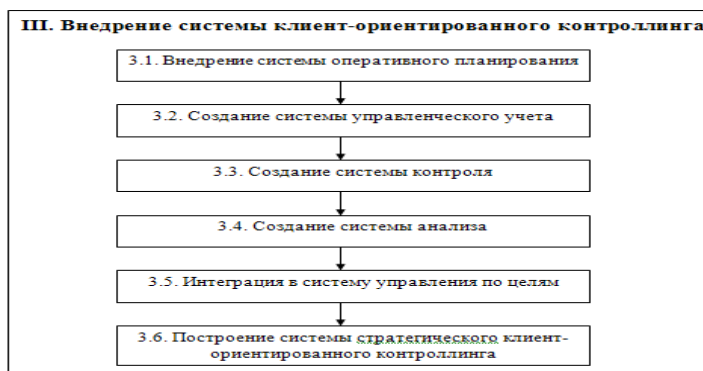 III. Внедрение системы клиент-ориентированного контроллинга
3.1. Внедрение системы оперативного планирования
3.2. Создание системы управленческого учета
3.3. Создание системы контроля
3.4. Создание системы анализа
3.5. Интеграция в систему управления по целям
3.6. Построение системы стратегического клиент-
ориентированного контроллинга